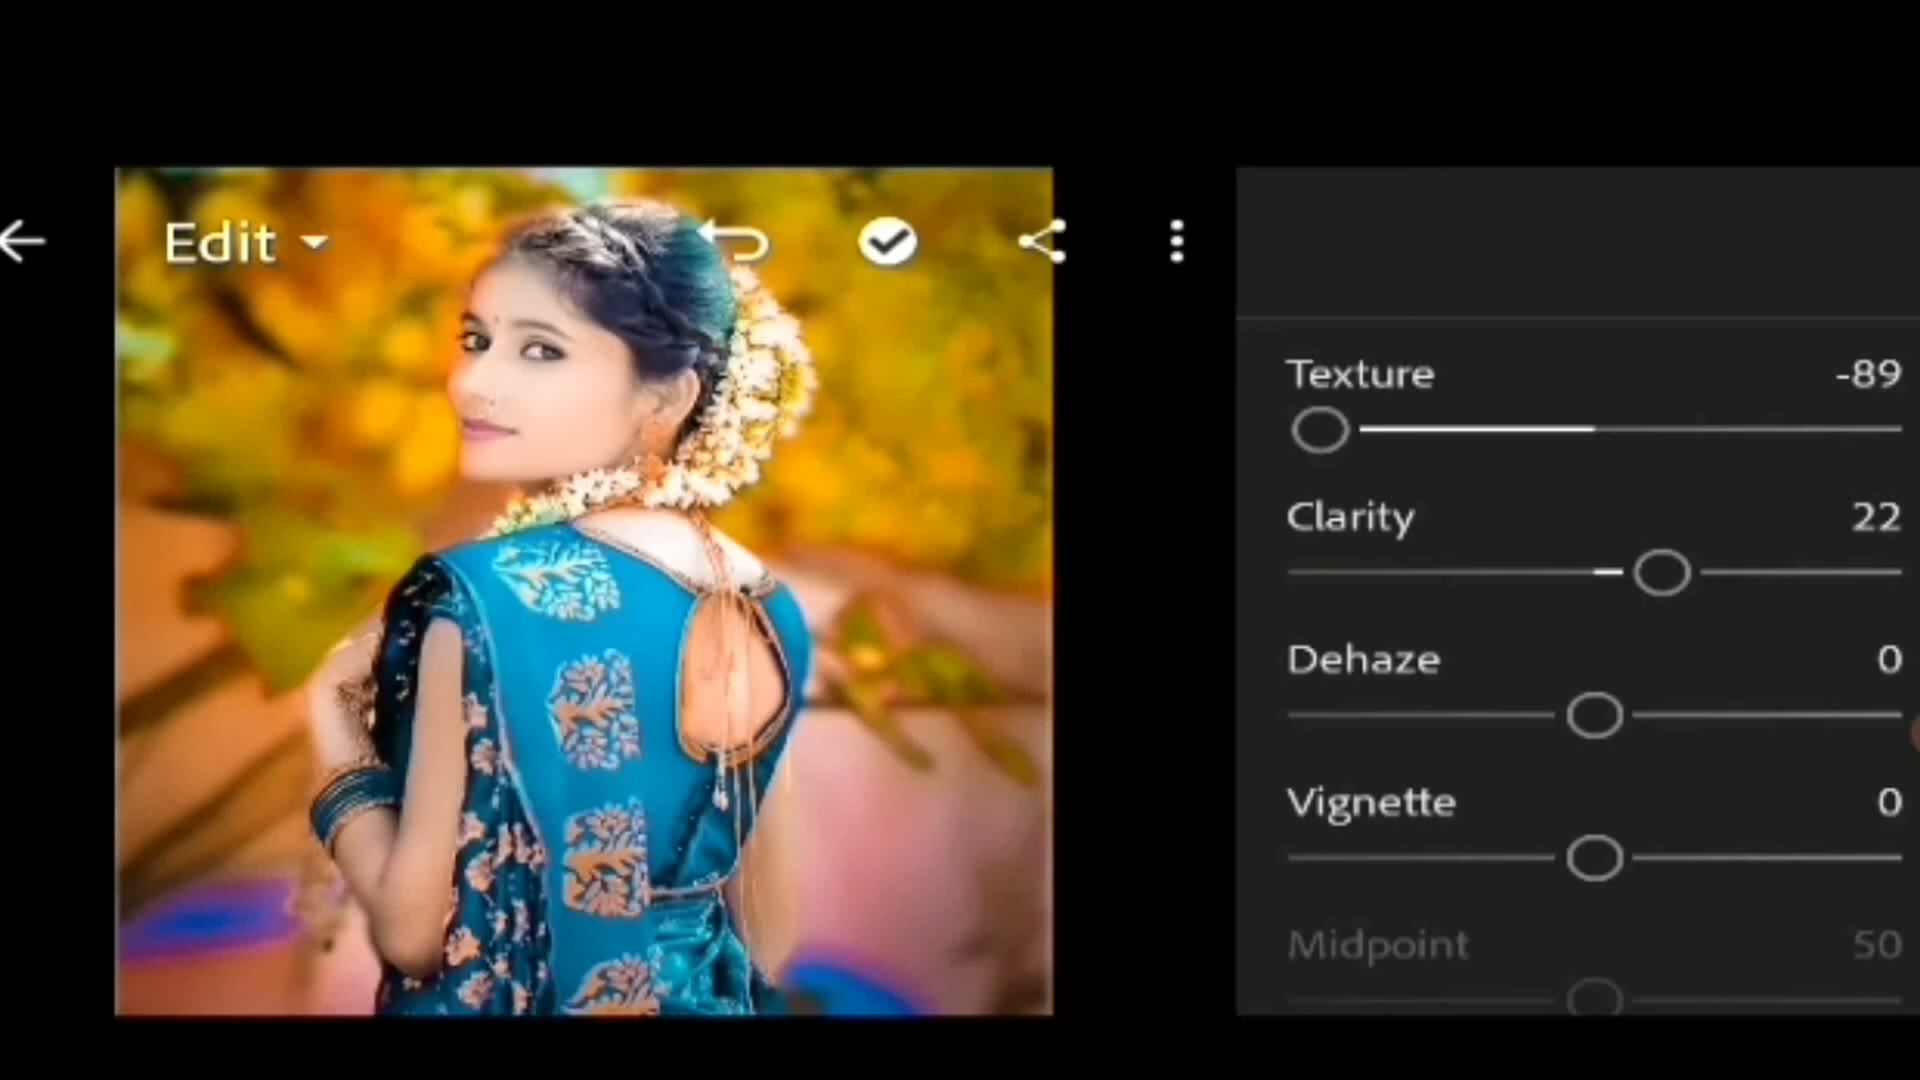 Edit
Texture -89
Clarity 22
Dehaze 0
Vignette 0
Midpoint 50